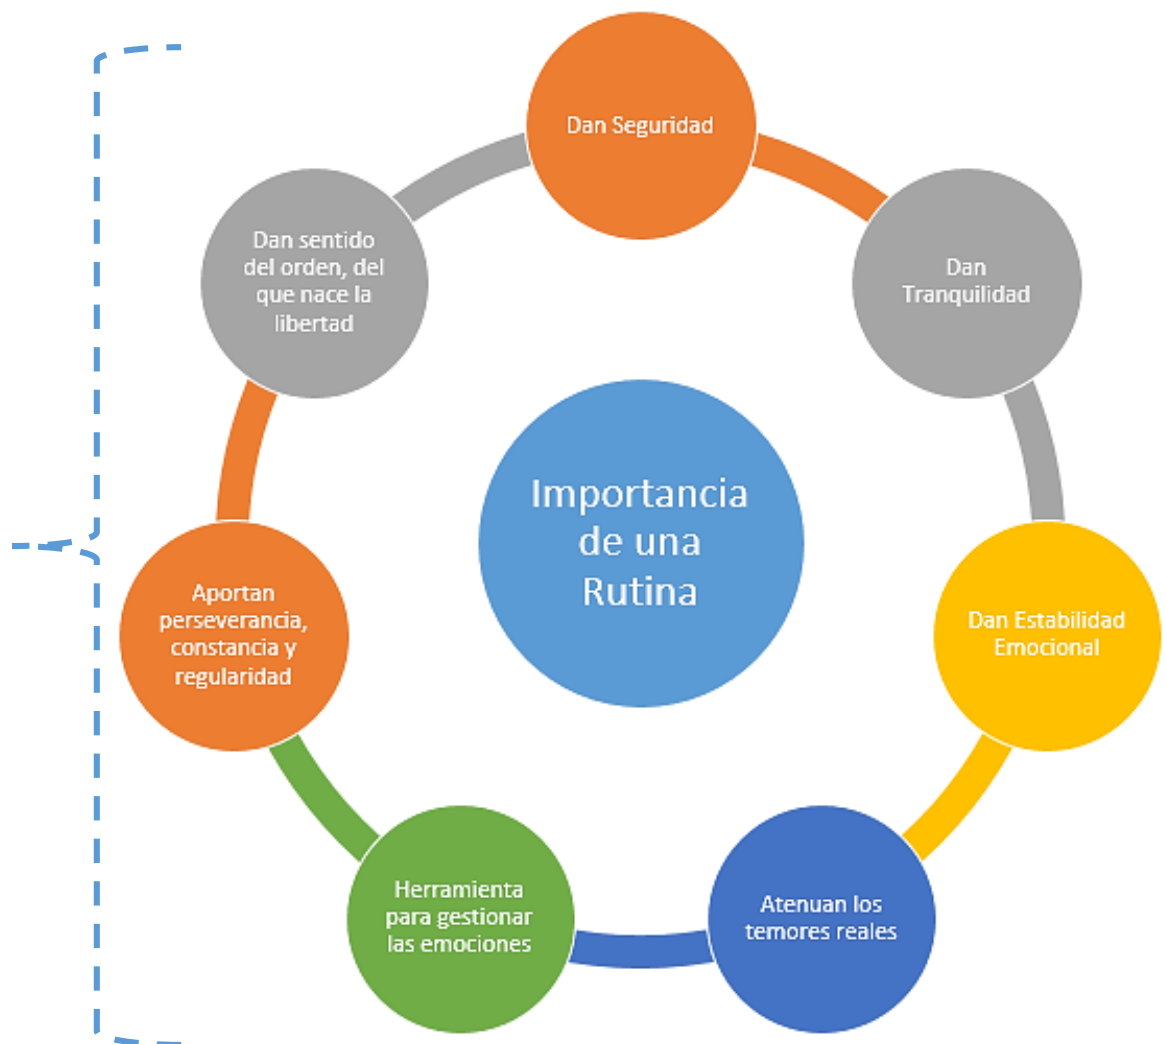 Dan Seguridad
Dan
Tranquilidad
Dan Estabilidad
Emocional
Atenuan los
temores reales
Herramienta
para gestionar
las emociones
Aportan
perseverancia,
constancia y
regularidad
Dan sentido
del orden, del
que nace la
libertad
Importancia
de una
Rutina